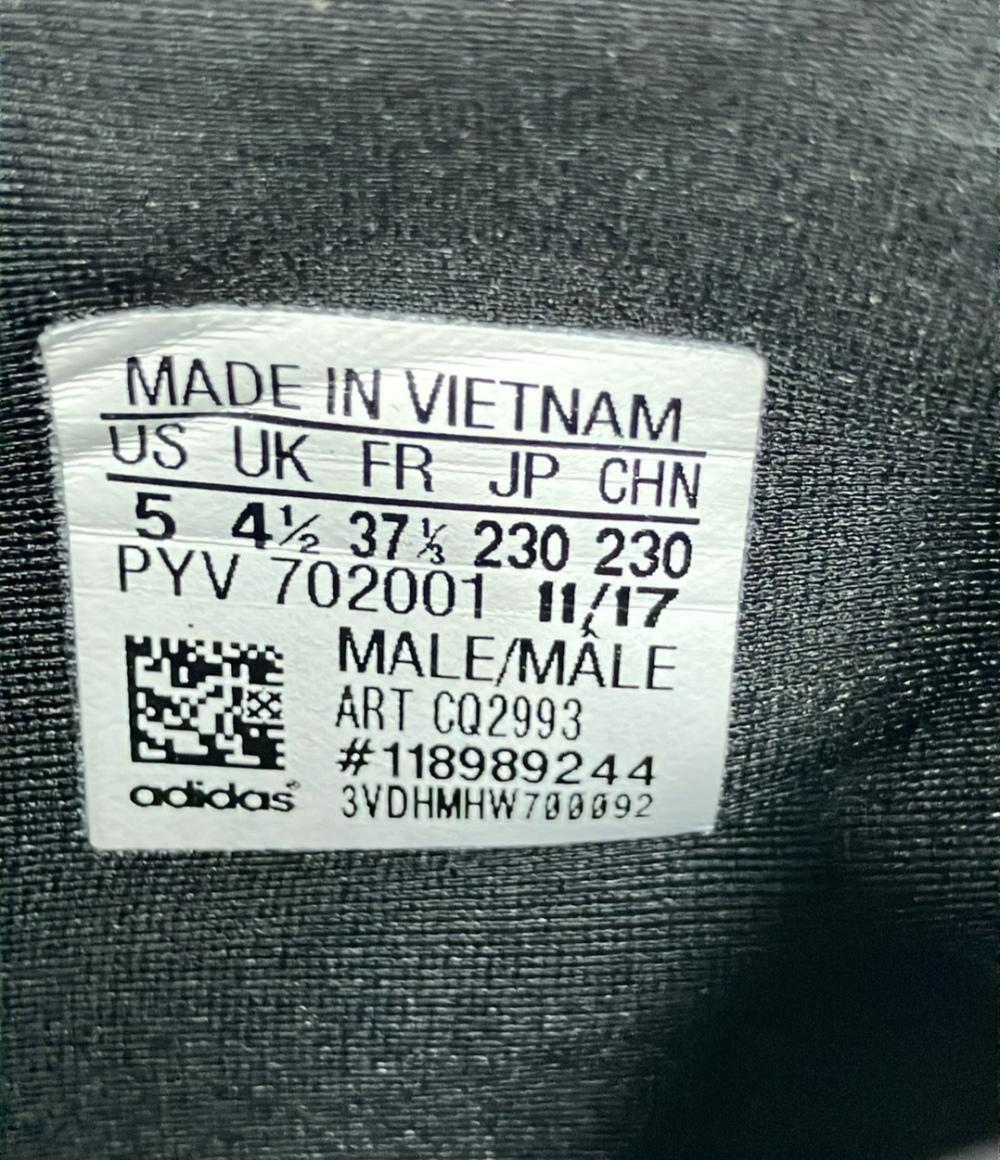 MADE IN VIETNAM
US UK FR JP CHN
5 4½ 37⅓ 230 230
PYV 702001 11/17
MALE/MÂLE
ART CQ2993
#118989244
adidas®
3VDHMHW700092